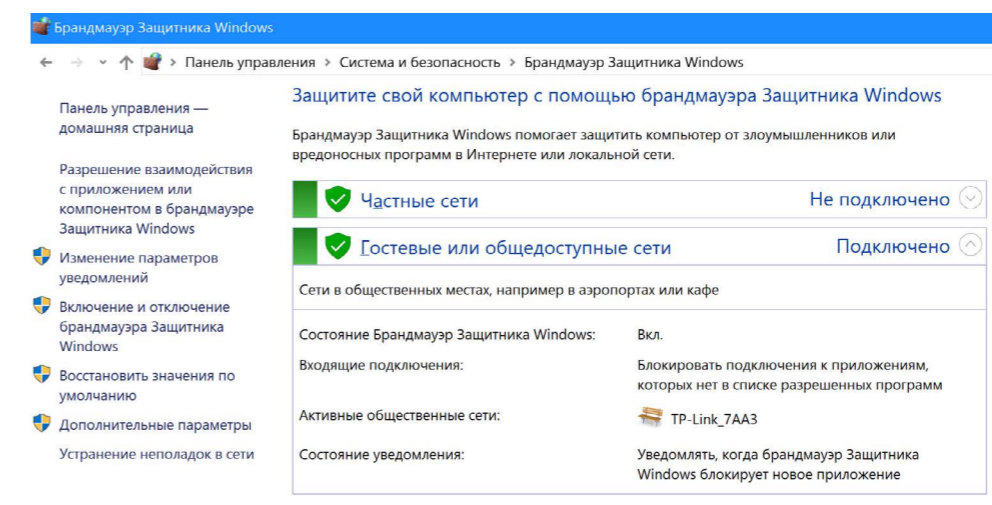 Брандмауэр Защитника Windows
Панель управления > Система и безопасность > Брандмауэр Защитника Windows
Панель управления —
домашняя страница
Разрешение взаимодействия
с приложением или
компонентом в брандмауэре
Защитника Windows
Изменение параметров
уведомлений
Включение и отключение
брандмауэра Защитника
Windows
Восстановить значения по
умолчанию
Дополнительные параметры
Устранение неполадок в сети
Защитите свой компьютер с помощью брандмауэра Защитника Windows
Брандмауэр Защитника Windows помогает защитить компьютер от злоумышленников или
вредоносных программ в Интернете или локальной сети.
Частные сети Не подключено
Гостевые или общедоступные сети Подключено
Сети в общественных местах, например в аэропортах или кафе
Состояние Брандмауэр Защитника Windows: Вкл.
Входящие подключения: Блокировать подключения к приложениям,
которых нет в списке разрешенных программ
Активные общественные сети: TP-Link_7AA3
Состояние уведомления: Уведомлять, когда брандмауэр Защитника
Windows блокирует новое приложение